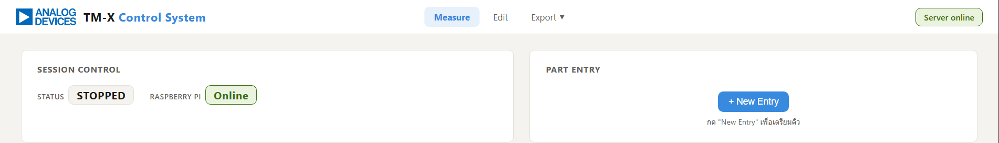 ANALOG
DEVICES
TM-X Control System
Measure
Edit
Export ▼
Server online
SESSION CONTROL
STATUS STOPPED
RASPBERRY PI Online
PART ENTRY
+ New Entry
กด "New Entry" เพื่อเตรียมคิว